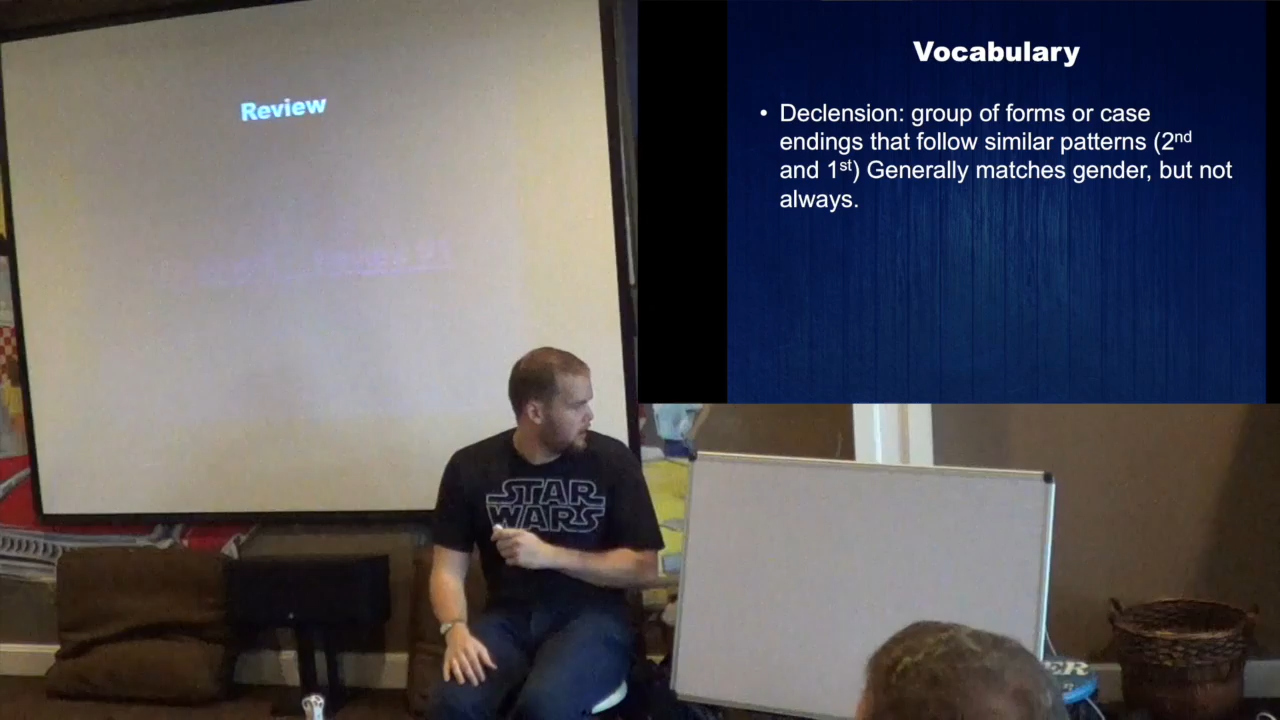 Review
Vocabulary
• Declension: group of forms or case
endings that follow similar patterns (2nd
and 1st) Generally matches gender, but not
always.
STAR
WARS
ER